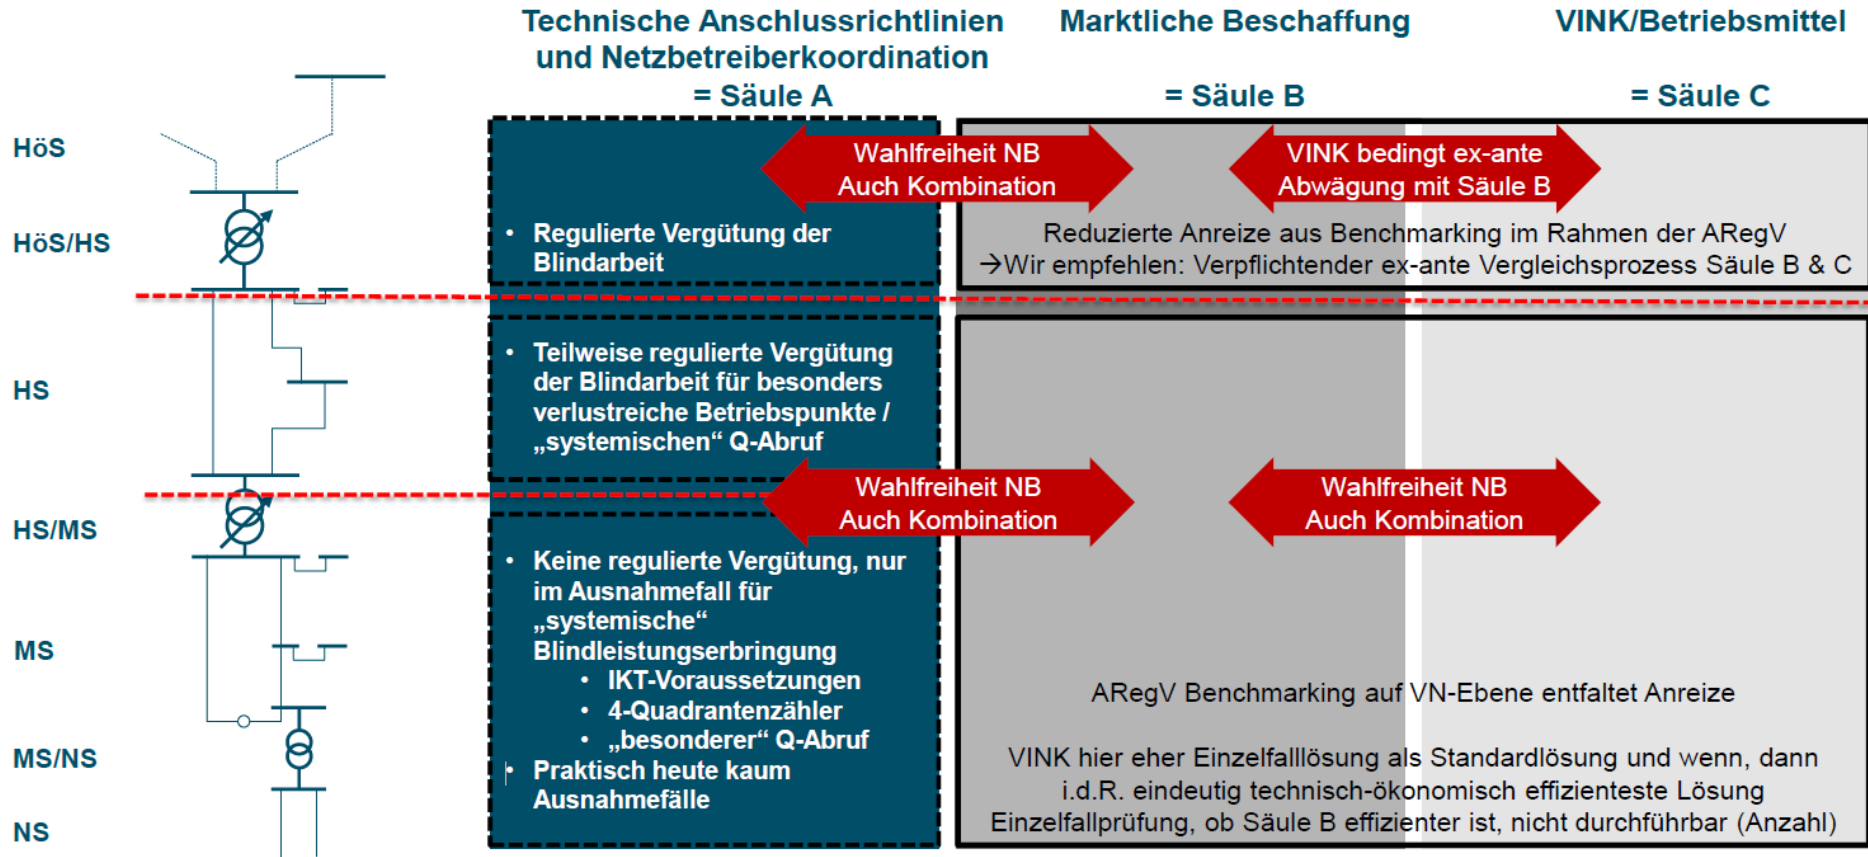 Technische Anschlussrichtlinien
und Netzbetreiberkoordination
= Säule A
Marktliche Beschaffung
= Säule B
VINK/Betriebsmittel
= Säule C
HöS
HöS/HS
HS
HS/MS
MS
MS/NS
NS
Wahlfreiheit NB
Auch Kombination
VINK bedingt ex-ante
Abwägung mit Säule B
• Regulierte Vergütung der
Blindarbeit
Reduzierte Anreize aus Benchmarking im Rahmen der ARegV
→Wir empfehlen: Verpflichtender ex-ante Vergleichsprozess Säule B & C
• Teilweise regulierte Vergütung
der Blindarbeit für besonders
verlustreiche Betriebspunkte /
„systemischen“ Q-Abruf
Wahlfreiheit NB
Auch Kombination
Wahlfreiheit NB
Auch Kombination
• Keine regulierte Vergütung, nur
im Ausnahmefall für
„systemische“
Blindleistungserbringung
• IKT-Voraussetzungen
• 4-Quadrantenzähler
• „besonderer“ Q-Abruf
• Praktisch heute kaum
Ausnahmefälle
ARegV Benchmarking auf VN-Ebene entfaltet Anreize
VINK hier eher Einzelfalllösung als Standardlösung und wenn, dann
i.d.R. eindeutig technisch-ökonomisch effizienteste Lösung
Einzelfallprüfung, ob Säule B effizienter ist, nicht durchführbar (Anzahl)